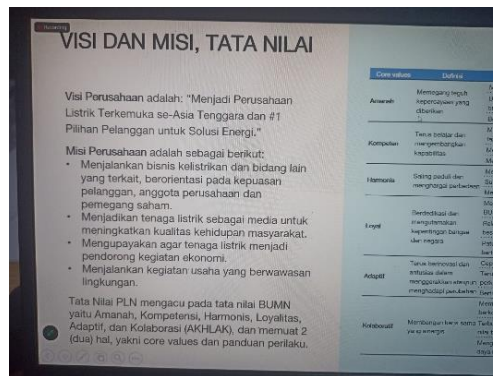 Recording
VISI DAN MISI, TATA NILAI
Visi Perusahaan adalah: "Menjadi Perusahaan
Listrik Terkemuka se-Asia Tenggara dan #1
Pilihan Pelanggan untuk Solusi Energi."
Misi Perusahaan adalah sebagai berikut:
• Menjalankan bisnis kelistrikan dan bidang lain
yang terkait, berorientasi pada kepuasan
pelanggan, anggota perusahaan dan
pemegang saham.
• Menjadikan tenaga listrik sebagai media untuk
meningkatkan kualitas kehidupan masyarakat.
• Mengupayakan agar tenaga listrik menjadi
pendorong kegiatan ekonomi.
• Menjalankan kegiatan usaha yang berwawasan
lingkungan.
Tata Nilai PLN mengacu pada tata nilai BUMN
yaitu Amanah, Kompetensi, Harmonis, Loyalitas,
Adaptif, dan Kolaborasi (AKHLAK), dan memuat 2
(dua) hal, yakni core values dan panduan perilaku.
Core values Definisi
Amanah
Memegang teguh
kepercayaan yang
diberikan
Kompeten
Terus belajar dan
mengembangkan
kapabilitas
Harmonis
Saling peduli dan
menghargai perbedaan
Loyal
Berdedikasi dan
mengutamakan
kepentingan bangsa
dan negara
Adaptif
Terus berinovasi dan
antusias dalam
menggerakkan ataupun
menghadapi perubahan
Kolaboratif
Membangun kerja sama
yang sinergis